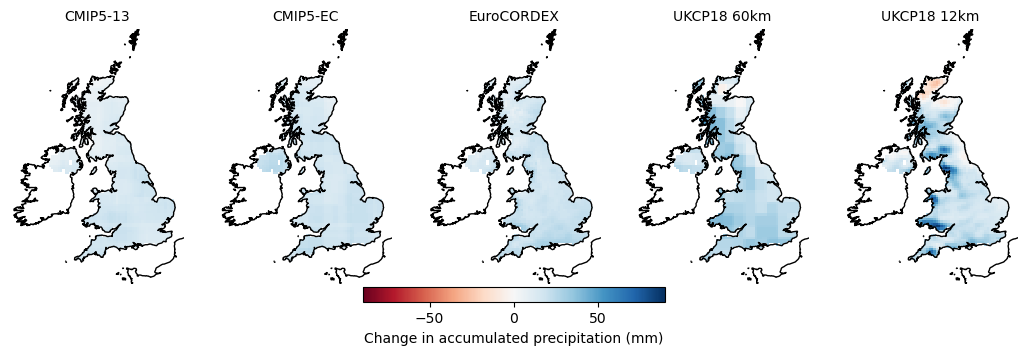 CMIP5-13
CMIP5-EC
EuroCORDEX
UKCP18 60km
UKCP18 12km
−50
0
50
Change in accumulated precipitation (mm)